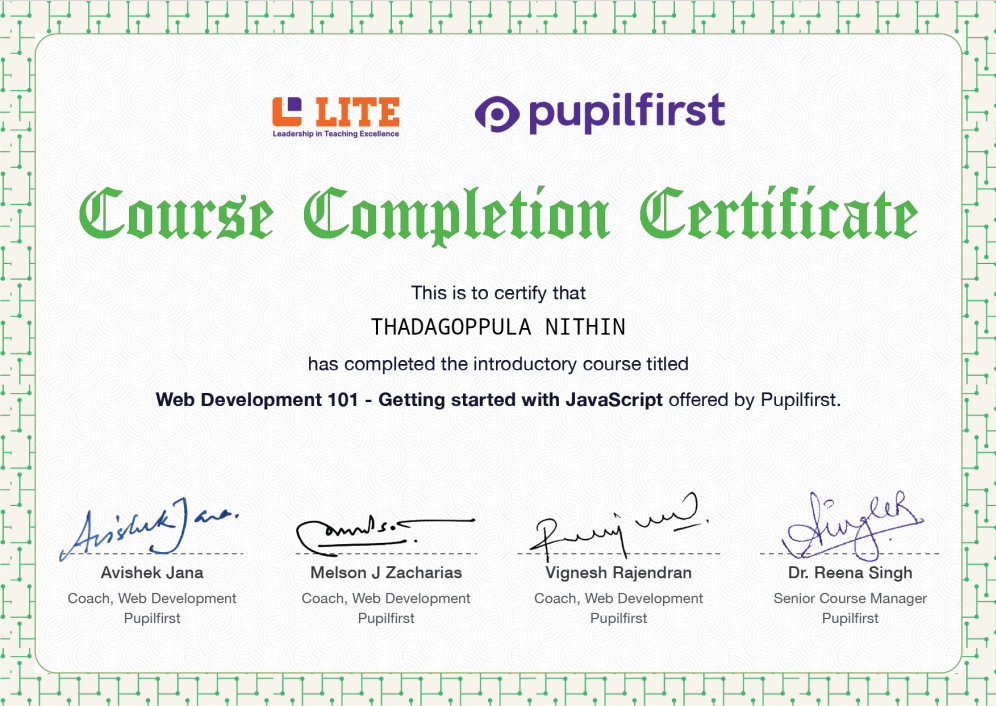 LITE
Leadership in Teaching Excellence
pupilfirst
Course Completion Certificate
This is to certify that
THADAGOPPULA NITHIN
has completed the introductory course titled
Web Development 101 - Getting started with JavaScript offered by Pupilfirst.
Avishek Jana.
Avishek Jana
Coach, Web Development
Pupilfirst
Melson J Zacharias
Coach, Web Development
Pupilfirst
Vignesh Rajendran
Coach, Web Development
Pupilfirst
Dr. Reena Singh
Senior Course Manager
Pupilfirst